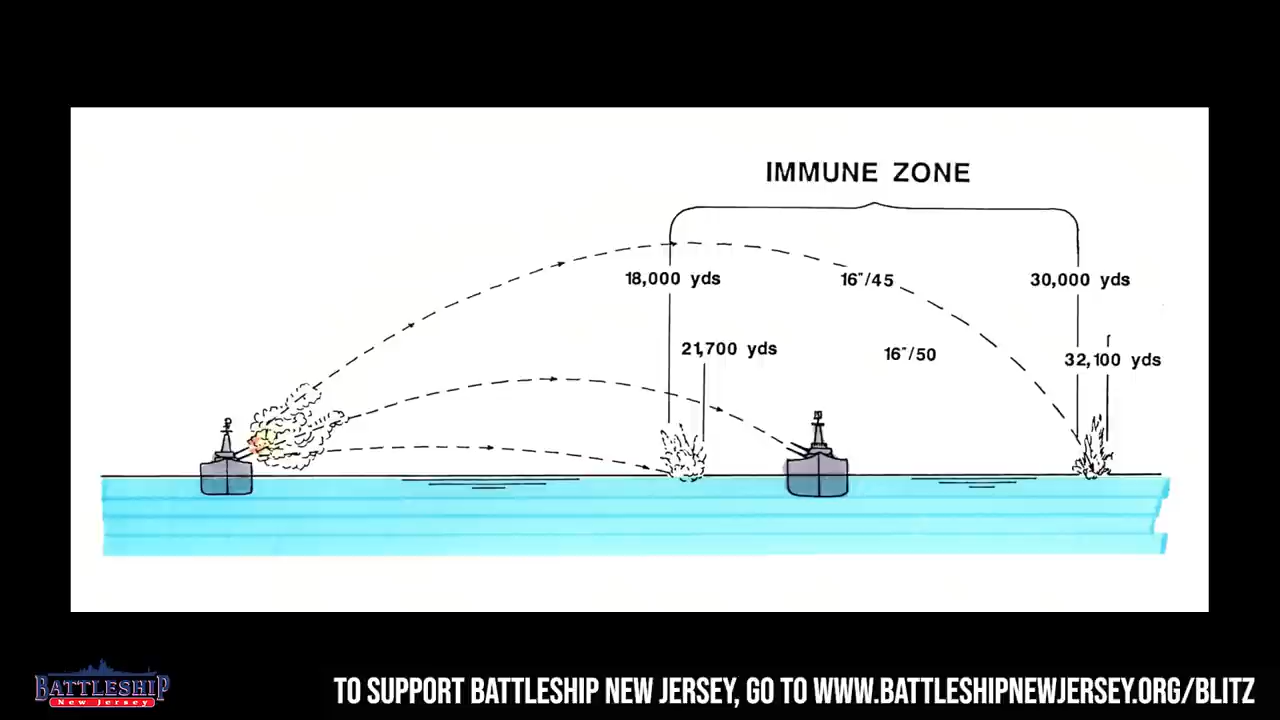 IMMUNE ZONE
18,000 yds
16"/45
30,000 yds
21,700 yds
16"/50
32,100 yds
BATTLESHIP
New Jersey
TO SUPPORT BATTLESHIP NEW JERSEY, GO TO WWW.BATTLESHIPNEWJERSEY.ORG/BLITZ